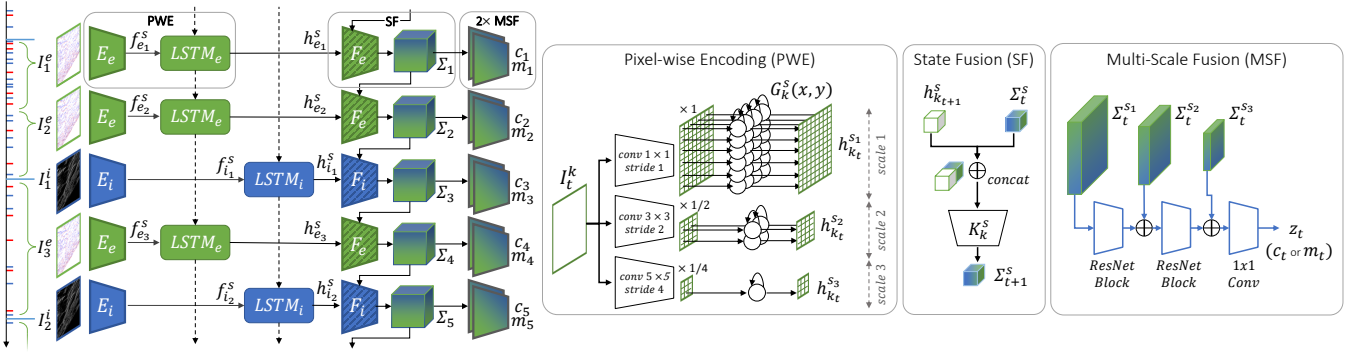 PWE
SF
2× MSF
I_1^e
E_e
f_{e_1}^s
LSTM_e
h_{e_1}^s
F_e
Σ_1
c_1
m_1
I_2^e
E_e
f_{e_2}^s
LSTM_e
h_{e_2}^s
F_e
Σ_2
c_2
m_2
I_1^i
E_i
f_{i_1}^s
LSTM_i
h_{i_1}^s
F_i
Σ_3
c_3
m_3
I_3^e
E_e
f_{e_3}^s
LSTM_e
h_{e_3}^s
F_e
Σ_4
c_4
m_4
I_2^i
E_i
f_{i_2}^s
LSTM_i
h_{i_2}^s
F_i
Σ_5
c_5
m_5
Pixel-wise Encoding (PWE)
G_k^s(x, y)
× 1
conv 1 × 1
stride 1
h_{k_t}^{s_1}
scale 1
I_t^k
× 1/2
conv 3 × 3
stride 2
h_{k_t}^{s_2}
scale 2
× 1/4
conv 5 × 5
stride 4
h_{k_t}^{s_3}
scale 3
State Fusion (SF)
h_{k_{t+1}}^s
Σ_t^s
concat
K_k^s
Σ_{t+1}^s
Multi-Scale Fusion (MSF)
Σ_t^{s_1}
Σ_t^{s_2}
Σ_t^{s_3}
z_t
(c_t or m_t)
ResNet
Block
ResNet
Block
1x1
Conv